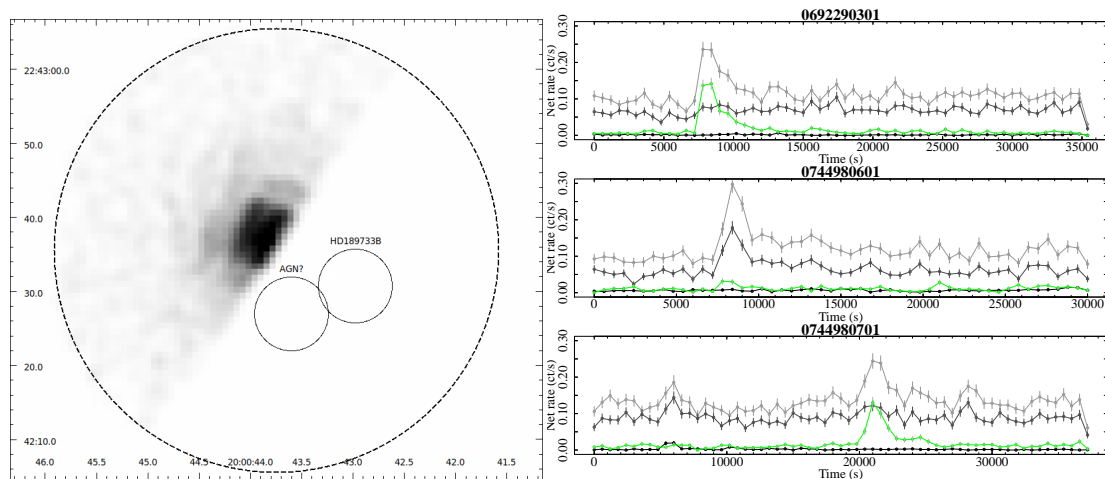 22:43:00.0
50.0
40.0
HD189733B
AGN?
30.0
20.0
42:10.0
46.0 45.5 45.0 44.5 20:00:44.0 43.5 43.0 42.5 42.0 41.5
0692290301
Net rate (ct/s)
0.00 0.10 0.20 0.30
0 5000 10000 15000 20000 25000 30000 35000
Time (s)
0744980601
Net rate (ct/s)
0.00 0.10 0.20 0.30
0 5000 10000 15000 20000 25000 30000
Time (s)
0744980701
Net rate (ct/s)
0.00 0.10 0.20 0.30
0 10000 20000 30000
Time (s)